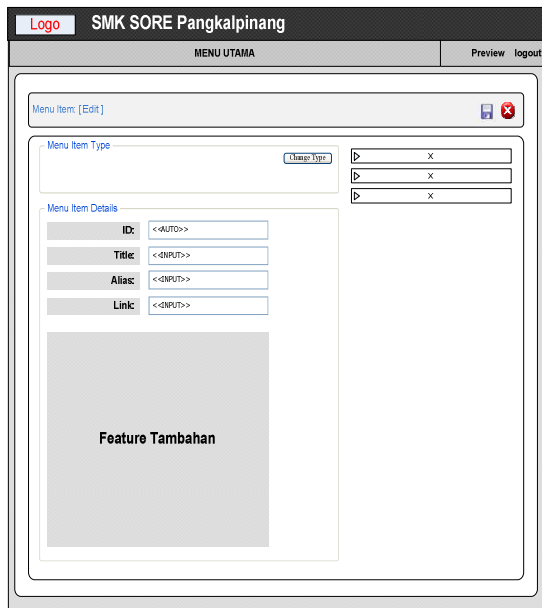 Logo SMK SORE Pangkalpinang
MENU UTAMA Preview logout
Menu Item: [ Edit ]
Menu Item Type
Change Type
X
X
X
Menu Item Details
ID: <<AUTO>>
Title: <<INPUT>>
Alias: <<INPUT>>
Link: <<INPUT>>
Feature Tambahan